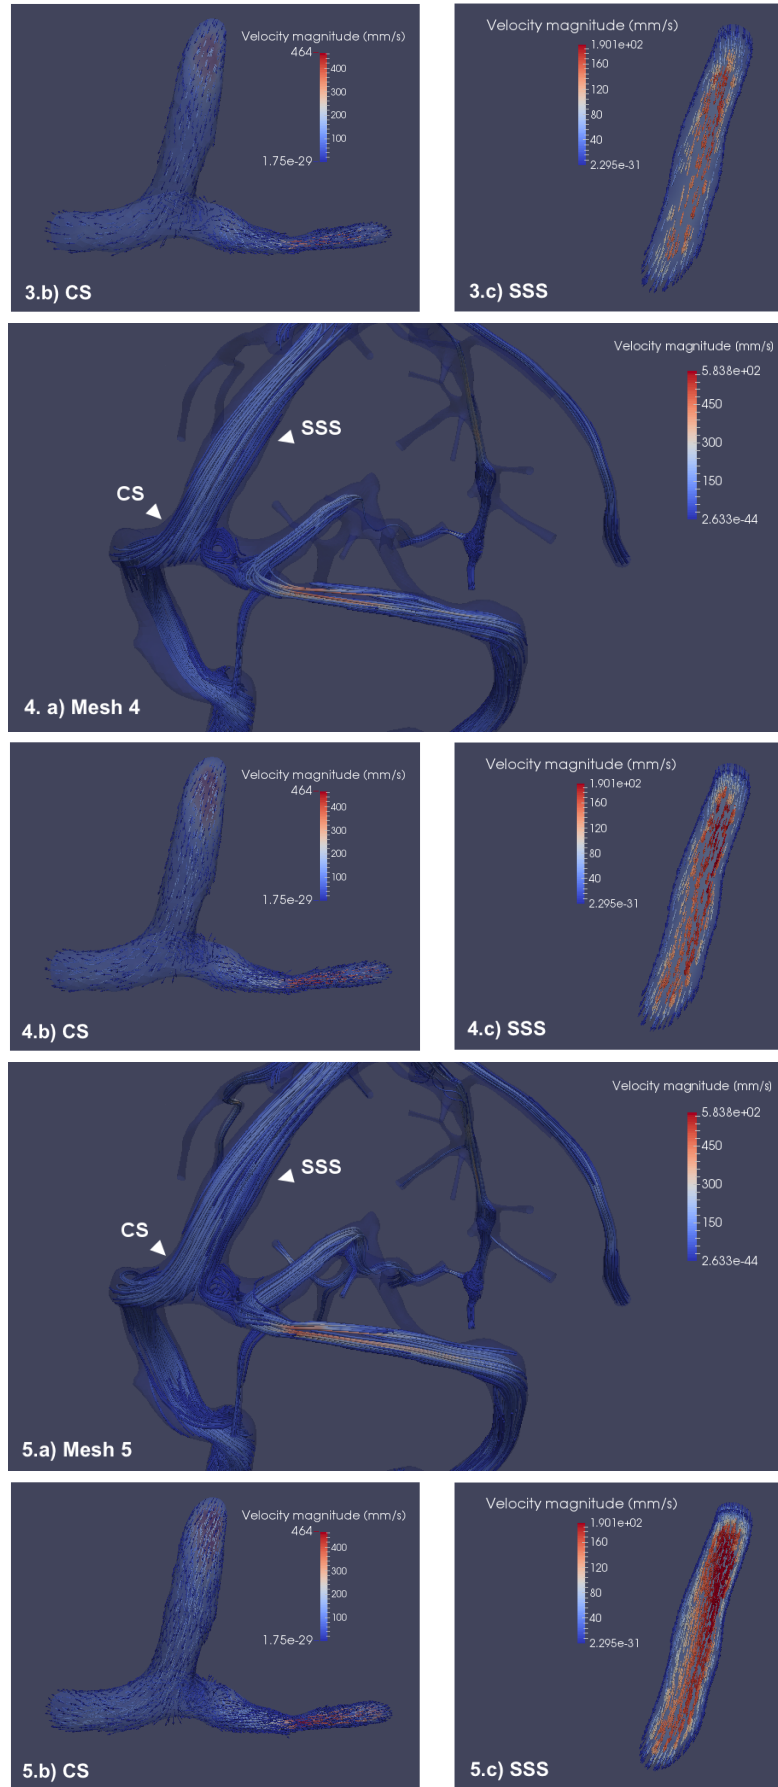 Velocity magnitude (mm/s)
464
400
300
200
100
1.75e-29
3.b) CS
Velocity magnitude (mm/s)
1.901e+02
160
120
80
40
2.295e-31
3.c) SSS
Velocity magnitude (mm/s)
5.838e+02
450
300
150
2.633e-44
SSS
CS
4. a) Mesh 4
Velocity magnitude (mm/s)
464
400
300
200
100
1.75e-29
4.b) CS
Velocity magnitude (mm/s)
1.901e+02
160
120
80
40
2.295e-31
4.c) SSS
Velocity magnitude (mm/s)
5.838e+02
450
300
150
2.633e-44
SSS
CS
5.a) Mesh 5
Velocity magnitude (mm/s)
464
400
300
200
100
1.75e-29
5.b) CS
Velocity magnitude (mm/s)
1.901e+02
160
120
80
40
2.295e-31
5.c) SSS